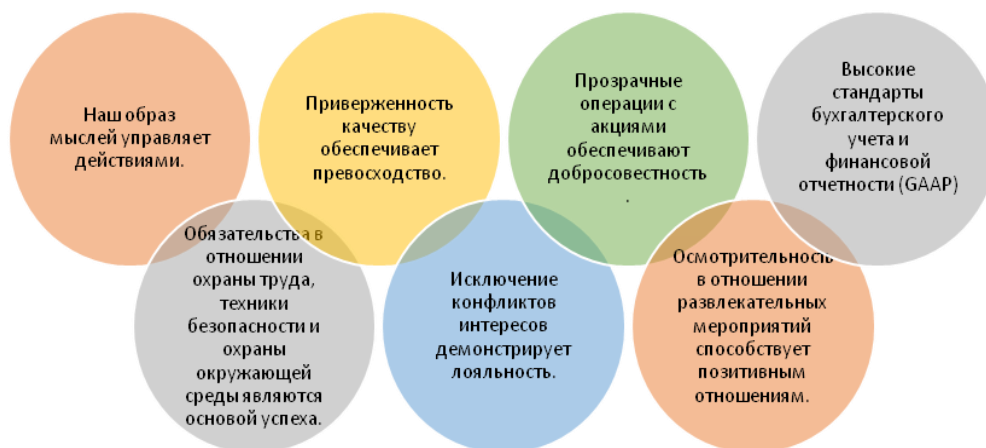 Наш образ
мыслей управляет
действиями.
Обязательства в
отношении
охраны труда,
техники
безопасности и
охраны
окружающей
среды являются
основой успеха.
Приверженность
качеству
обеспечивает
превосходство.
Исключение
конфликтов
интересов
демонстрирует
лояльность.
Прозрачные
операции с
акциями
обеспечивают
добросовестность
.
Осмотрительность
в отношении
развлекательных
мероприятий
способствует
позитивным
отношениям.
Высокие
стандарты
бухгалтерского
учета и
финансовой
отчетности (GAAP)